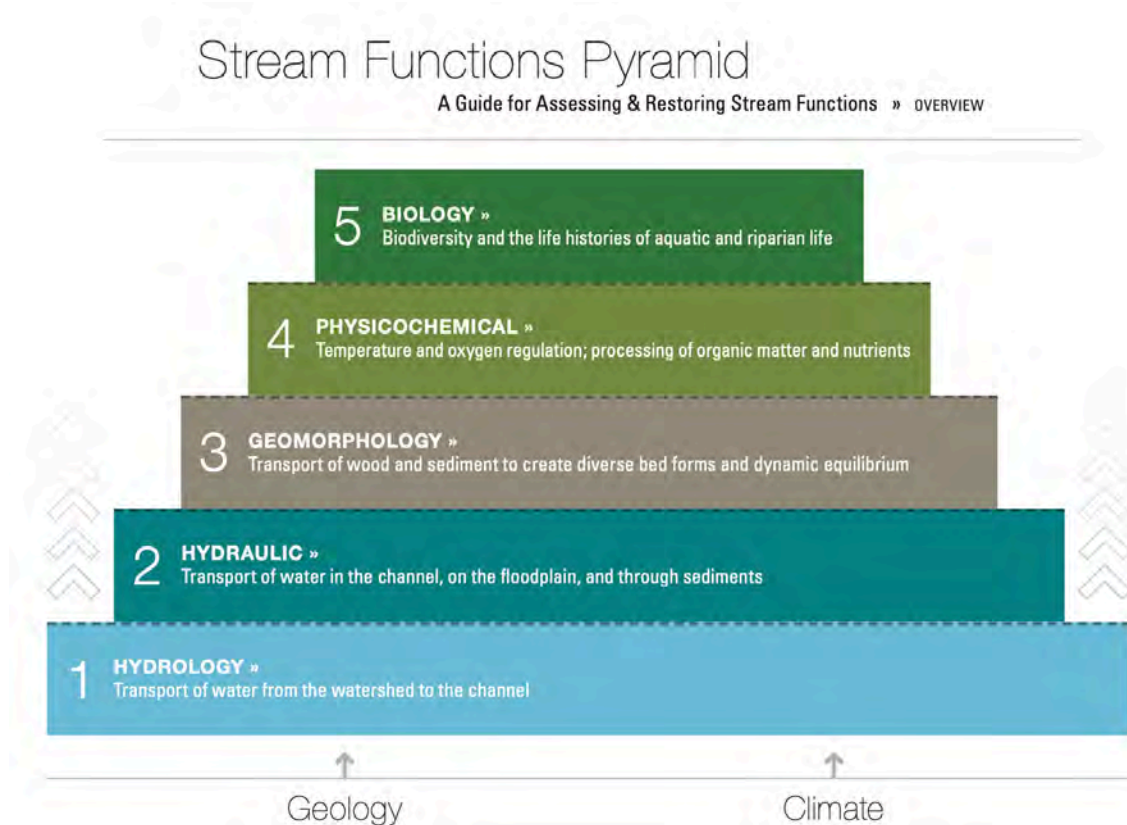 Stream Functions Pyramid
A Guide for Assessing & Restoring Stream Functions » OVERVIEW
5 BIOLOGY »
Biodiversity and the life histories of aquatic and riparian life
4 PHYSICOCHEMICAL »
Temperature and oxygen regulation; processing of organic matter and nutrients
3 GEOMORPHOLOGY »
Transport of wood and sediment to create diverse bed forms and dynamic equilibrium
2 HYDRAULIC »
Transport of water in the channel, on the floodplain, and through sediments
1 HYDROLOGY »
Transport of water from the watershed to the channel
Geology Climate